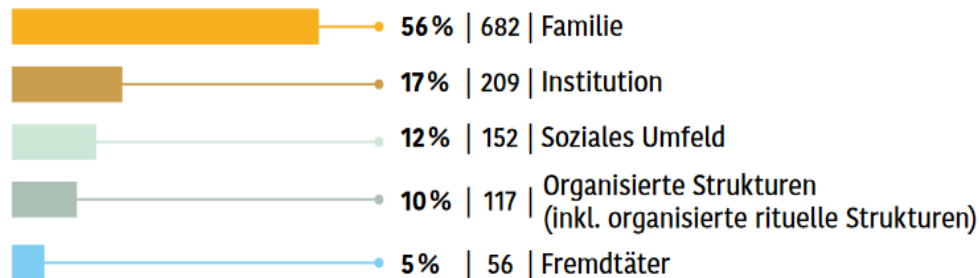 56% | 682 | Familie
17% | 209 | Institution
12% | 152 | Soziales Umfeld
10% | 117 | Organisierte Strukturen
(inkl. organisierte rituelle Strukturen)
5% | 56 | Fremdtäter